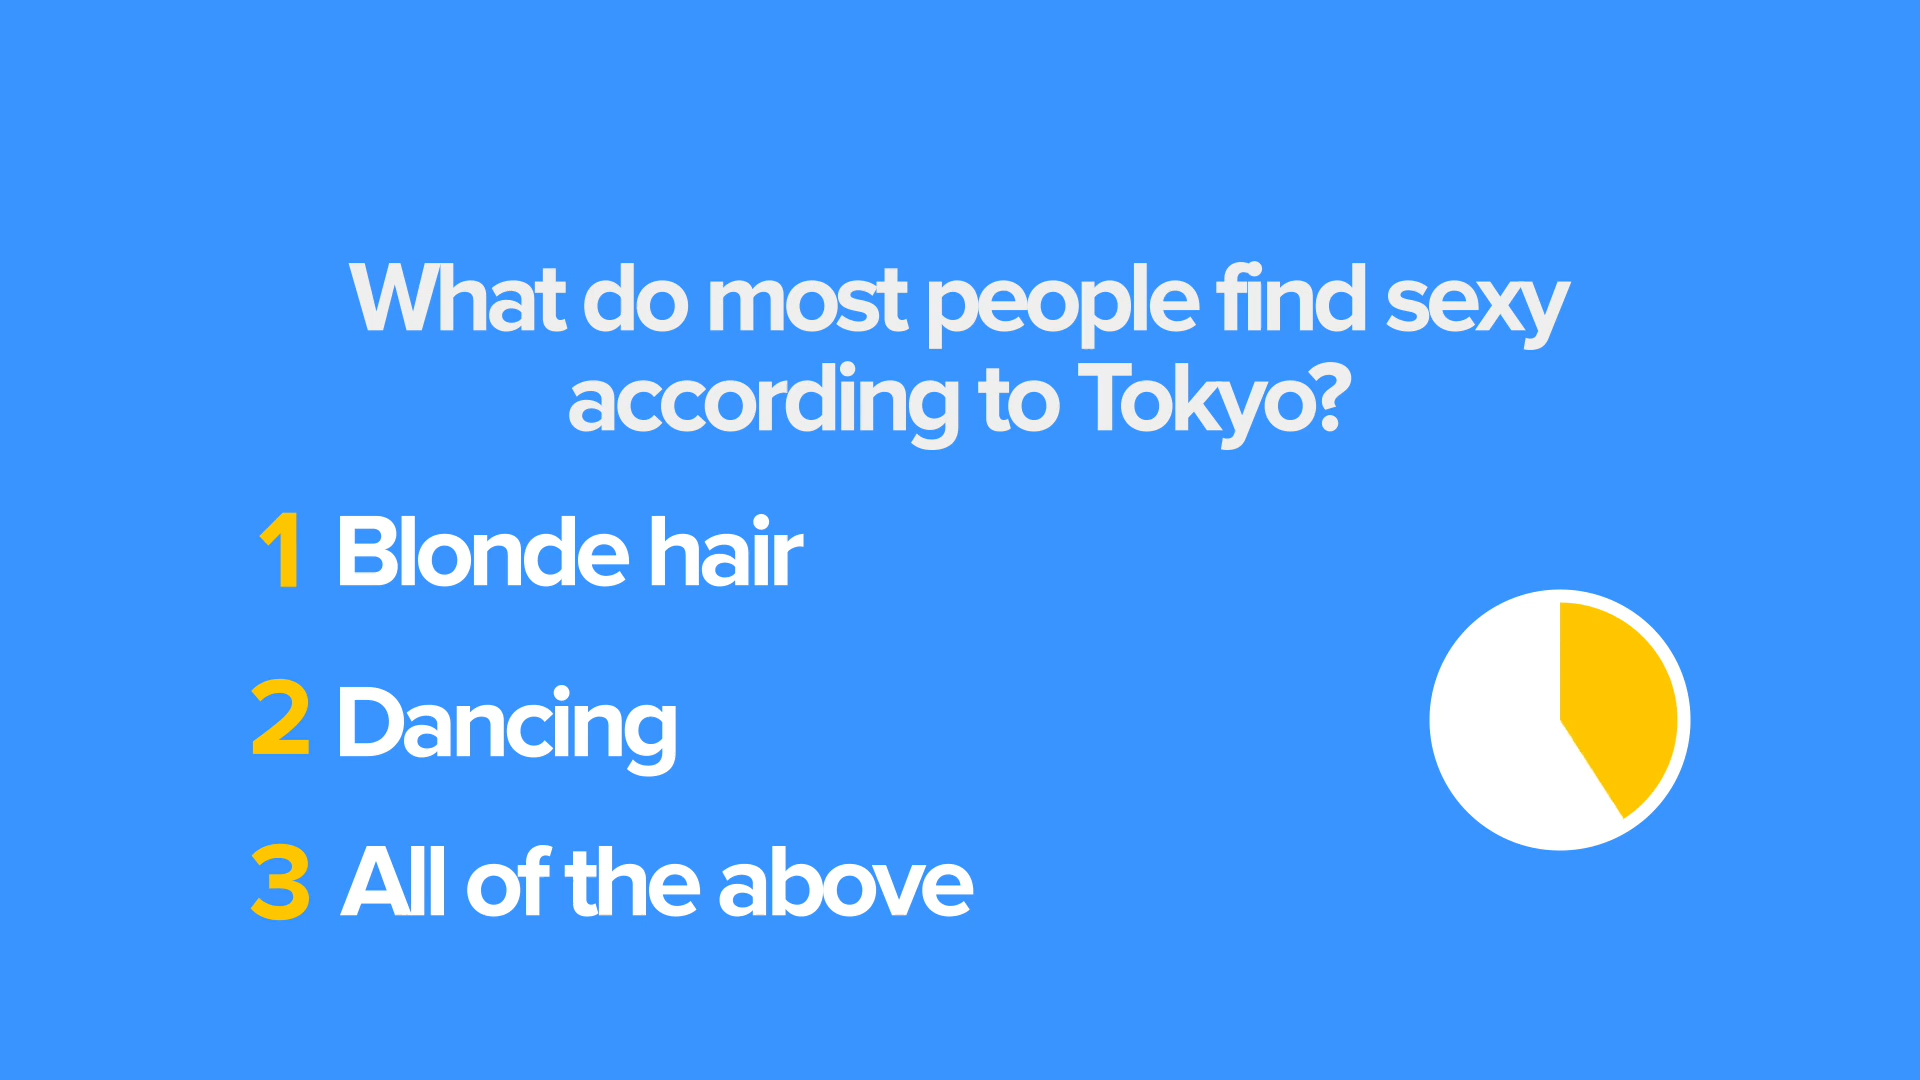 What do most people find sexy
according to Tokyo?
1 Blonde hair
2 Dancing
3 All of the above